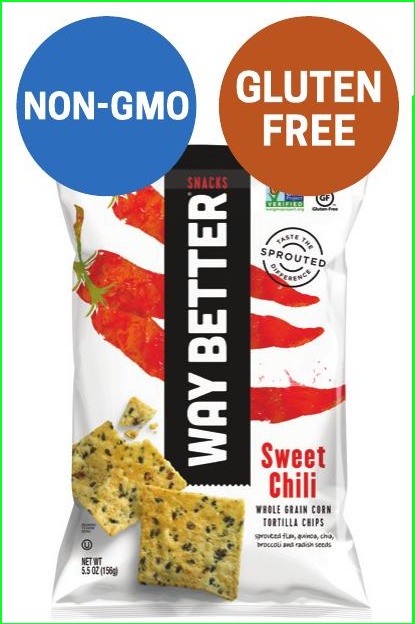 NON-GMO
GLUTEN
FREE
SNACKS
WAY BETTER
VERIFIED
GF
Gluten-Free
TASTE THE
SPROUTED
DIFFERENCE
Sweet
Chili
WHOLE GRAIN CORN
TORTILLA CHIPS
sprouted flax, quinoa, chia,
broccoli and radish seeds
U
NET WT
5.5 OZ (156g)